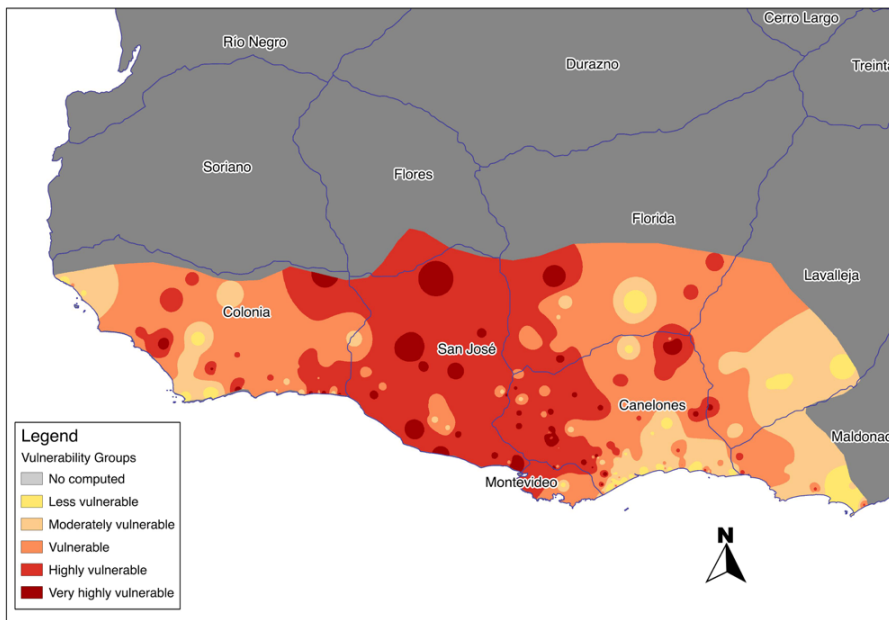 Cerro Largo
Río Negro
Durazno
Treinta
Soriano
Flores
Florida
Lavalleja
Colonia
San José
Canelones
Maldonad
Montevideo
Legend
Vulnerability Groups
No computed
Less vulnerable
Moderately vulnerable
Vulnerable
Highly vulnerable
Very highly vulnerable
N